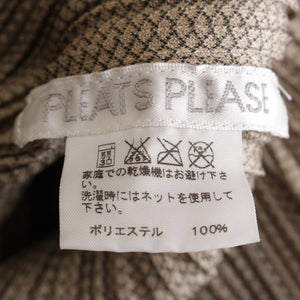 PLEATS PLEASE
家庭での乾燥機はお避け下さ
い。
洗濯時にはネットを使用して
下さい。
ポリエステル 100%